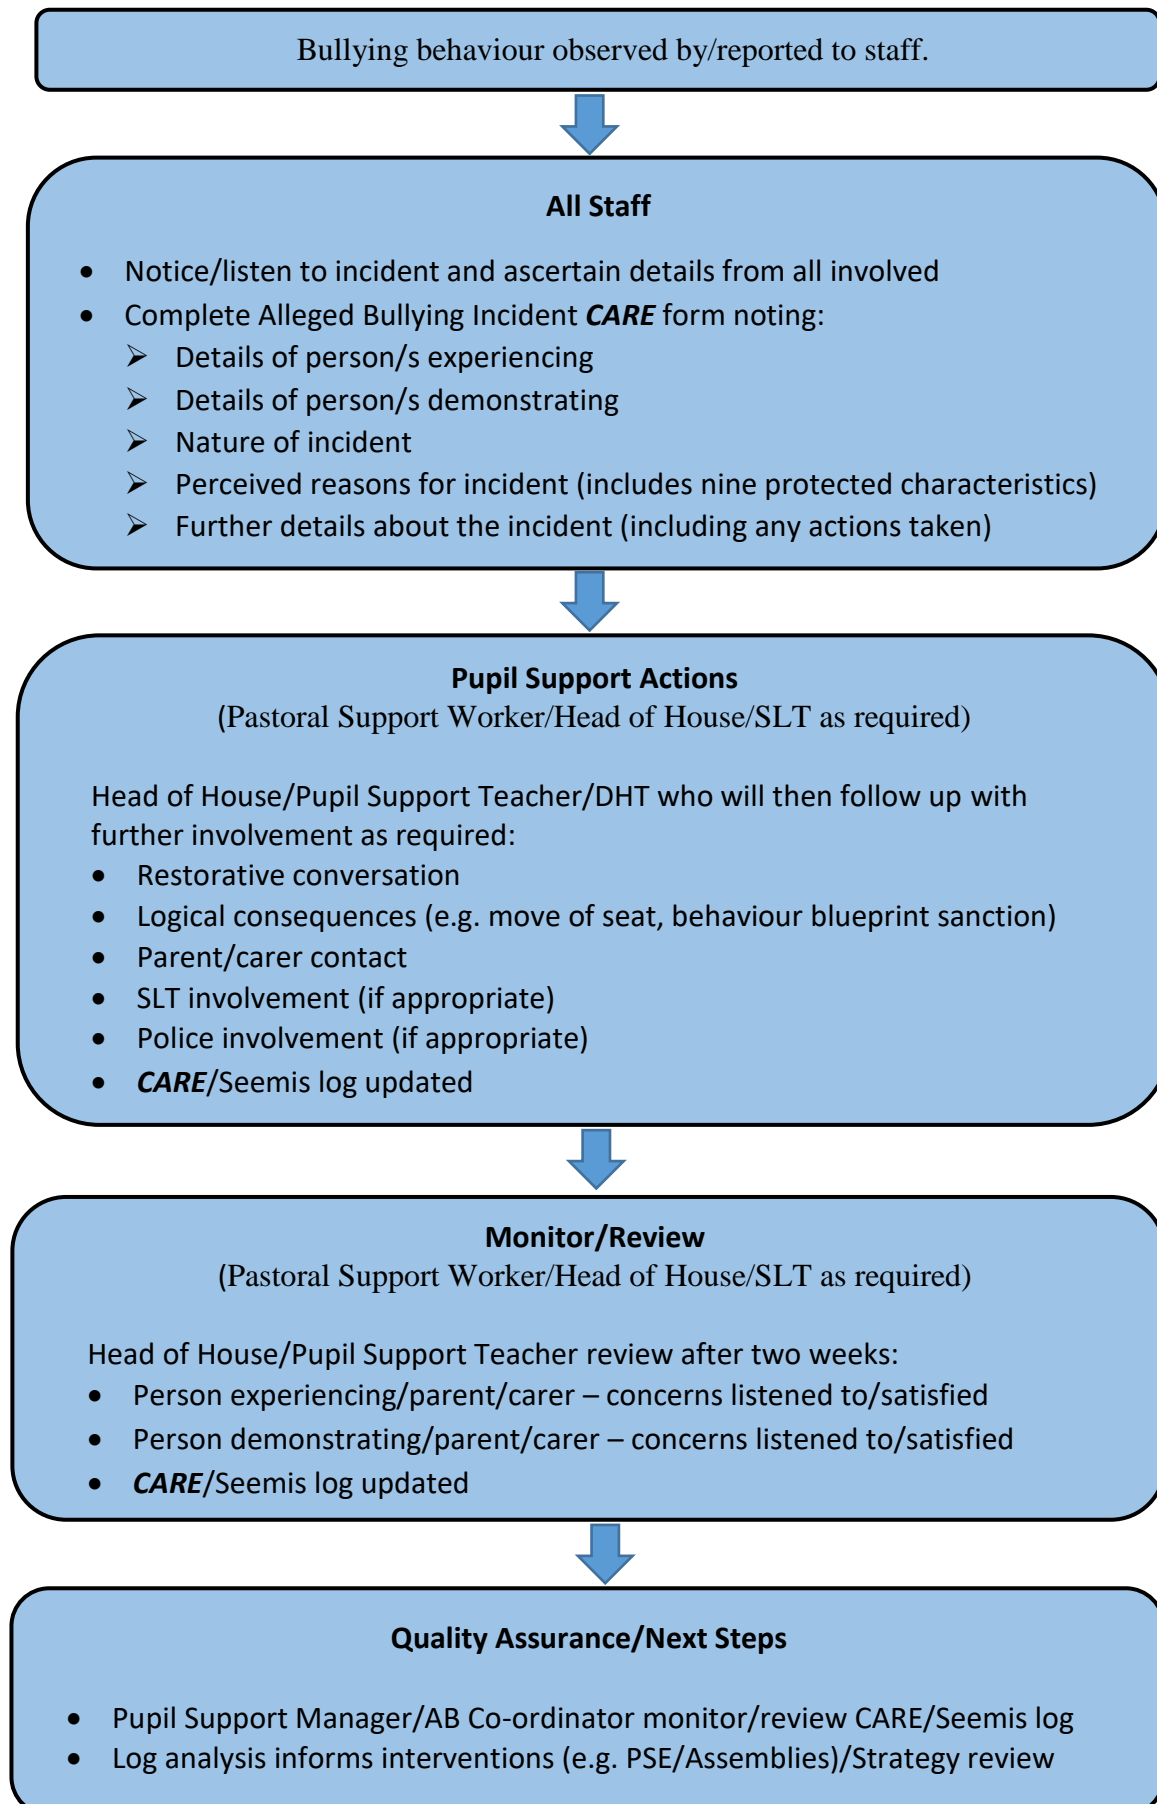 Bullying behaviour observed by/reported to staff.
All Staff
• Notice/listen to incident and ascertain details from all involved
• Complete Alleged Bullying Incident CARE form noting:
➢ Details of person/s experiencing
➢ Details of person/s demonstrating
➢ Nature of incident
➢ Perceived reasons for incident (includes nine protected characteristics)
➢ Further details about the incident (including any actions taken)
Pupil Support Actions
(Pastoral Support Worker/Head of House/SLT as required)
Head of House/Pupil Support Teacher/DHT who will then follow up with
further involvement as required:
• Restorative conversation
• Logical consequences (e.g. move of seat, behaviour blueprint sanction)
• Parent/carer contact
• SLT involvement (if appropriate)
• Police involvement (if appropriate)
• CARE/Seemis log updated
Monitor/Review
(Pastoral Support Worker/Head of House/SLT as required)
Head of House/Pupil Support Teacher review after two weeks:
• Person experiencing/parent/carer – concerns listened to/satisfied
• Person demonstrating/parent/carer – concerns listened to/satisfied
• CARE/Seemis log updated
Quality Assurance/Next Steps
• Pupil Support Manager/AB Co-ordinator monitor/review CARE/Seemis log
• Log analysis informs interventions (e.g. PSE/Assemblies)/Strategy review